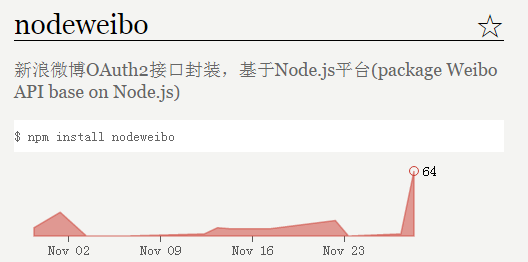 nodeweibo
新浪微博OAuth2接口封装，基于Node.js平台(package Weibo
API base on Node.js)
$ npm install nodeweibo
64
Nov 02 Nov 09 Nov 16 Nov 23